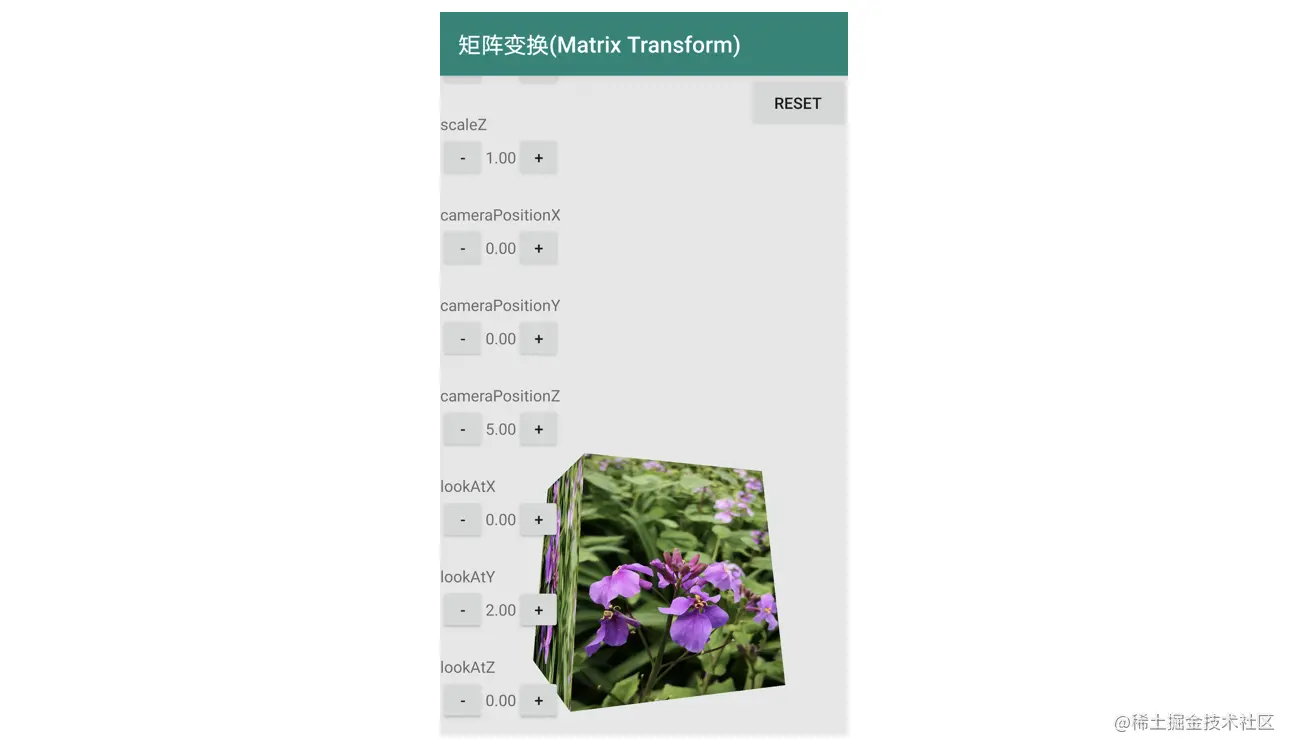 矩阵变换(Matrix Transform)
RESET
scaleZ
- 1.00 +
cameraPositionX
- 0.00 +
cameraPositionY
- 0.00 +
cameraPositionZ
- 5.00 +
lookAtX
- 0.00 +
lookAtY
- 2.00 +
lookAtZ
- 0.00 +
@稀土掘金技术社区